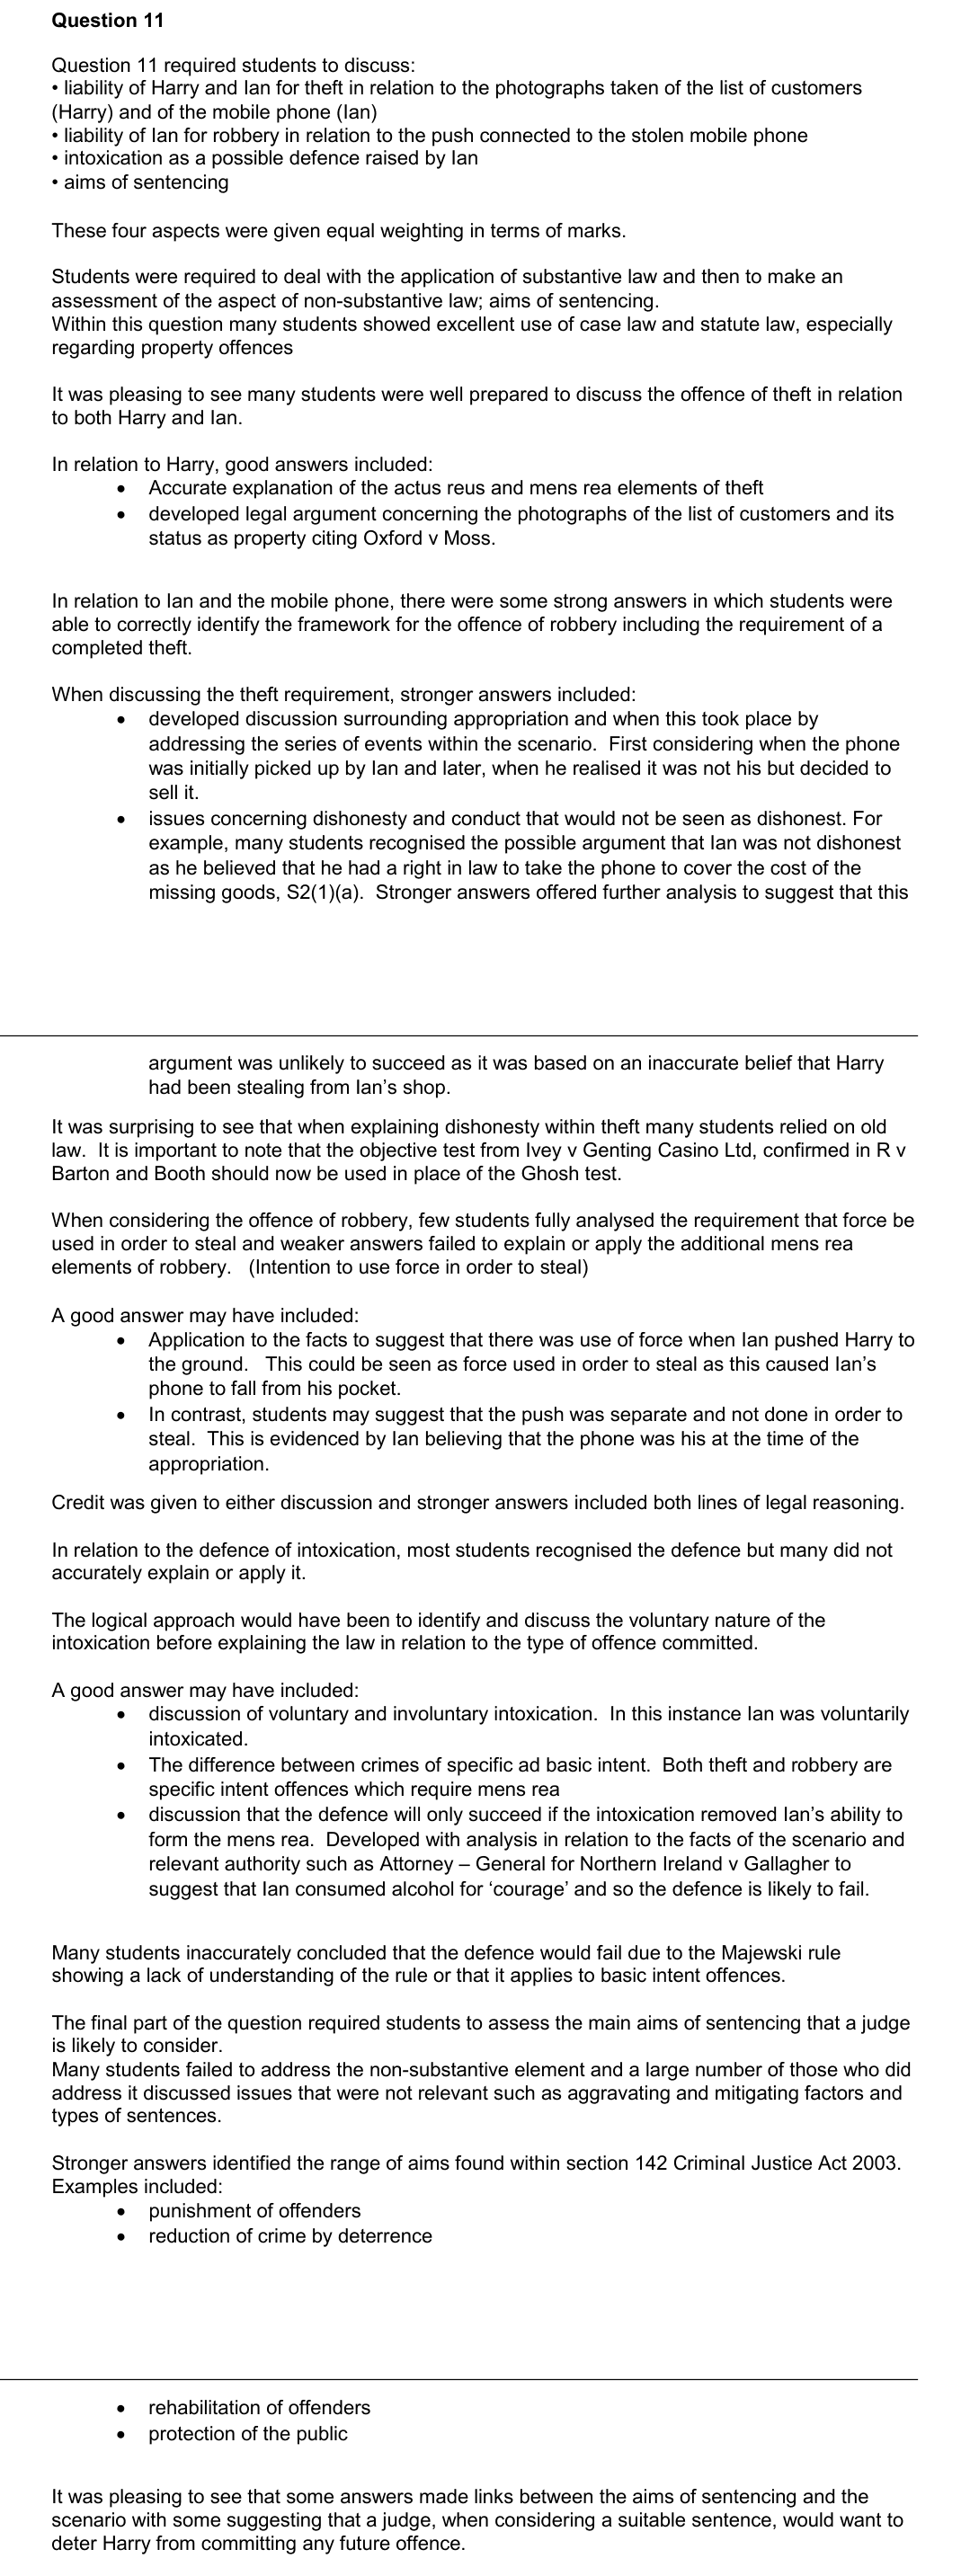 Question 11
Question 11 required students to discuss:
• liability of Harry and Ian for theft in relation to the photographs taken of the list of customers
(Harry) and of the mobile phone (Ian)
• liability of Ian for robbery in relation to the push connected to the stolen mobile phone
• intoxication as a possible defence raised by Ian
• aims of sentencing
These four aspects were given equal weighting in terms of marks.
Students were required to deal with the application of substantive law and then to make an
assessment of the aspect of non-substantive law; aims of sentencing.
Within this question many students showed excellent use of case law and statute law, especially
regarding property offences
It was pleasing to see many students were well prepared to discuss the offence of theft in relation
to both Harry and Ian.
In relation to Harry, good answers included:
• Accurate explanation of the actus reus and mens rea elements of theft
• developed legal argument concerning the photographs of the list of customers and its
status as property citing Oxford v Moss.
In relation to Ian and the mobile phone, there were some strong answers in which students were
able to correctly identify the framework for the offence of robbery including the requirement of a
completed theft.
When discussing the theft requirement, stronger answers included:
• developed discussion surrounding appropriation and when this took place by
addressing the series of events within the scenario. First considering when the phone
was initially picked up by Ian and later, when he realised it was not his but decided to
sell it.
• issues concerning dishonesty and conduct that would not be seen as dishonest. For
example, many students recognised the possible argument that Ian was not dishonest
as he believed that he had a right in law to take the phone to cover the cost of the
missing goods, S2(1)(a). Stronger answers offered further analysis to suggest that this
argument was unlikely to succeed as it was based on an inaccurate belief that Harry
had been stealing from Ian's shop.
It was surprising to see that when explaining dishonesty within theft many students relied on old
law. It is important to note that the objective test from Ivey v Genting Casino Ltd, confirmed in R v
Barton and Booth should now be used in place of the Ghosh test.
When considering the offence of robbery, few students fully analysed the requirement that force be
used in order to steal and weaker answers failed to explain or apply the additional mens rea
elements of robbery. (Intention to use force in order to steal)
A good answer may have included:
• Application to the facts to suggest that there was use of force when Ian pushed Harry to
the ground. This could be seen as force used in order to steal as this caused Ian's
phone to fall from his pocket.
• In contrast, students may suggest that the push was separate and not done in order to
steal. This is evidenced by Ian believing that the phone was his at the time of the
appropriation.
Credit was given to either discussion and stronger answers included both lines of legal reasoning.
In relation to the defence of intoxication, most students recognised the defence but many did not
accurately explain or apply it.
The logical approach would have been to identify and discuss the voluntary nature of the
intoxication before explaining the law in relation to the type of offence committed.
A good answer may have included:
• discussion of voluntary and involuntary intoxication. In this instance Ian was voluntarily
intoxicated.
• The difference between crimes of specific ad basic intent. Both theft and robbery are
specific intent offences which require mens rea
• discussion that the defence will only succeed if the intoxication removed Ian's ability to
form the mens rea. Developed with analysis in relation to the facts of the scenario and
relevant authority such as Attorney – General for Northern Ireland v Gallagher to
suggest that Ian consumed alcohol for 'courage' and so the defence is likely to fail.
Many students inaccurately concluded that the defence would fail due to the Majewski rule
showing a lack of understanding of the rule or that it applies to basic intent offences.
The final part of the question required students to assess the main aims of sentencing that a judge
is likely to consider.
Many students failed to address the non-substantive element and a large number of those who did
address it discussed issues that were not relevant such as aggravating and mitigating factors and
types of sentences.
Stronger answers identified the range of aims found within section 142 Criminal Justice Act 2003.
Examples included:
• punishment of offenders
• reduction of crime by deterrence
• rehabilitation of offenders
• protection of the public
It was pleasing to see that some answers made links between the aims of sentencing and the
scenario with some suggesting that a judge, when considering a suitable sentence, would want to
deter Harry from committing any future offence.